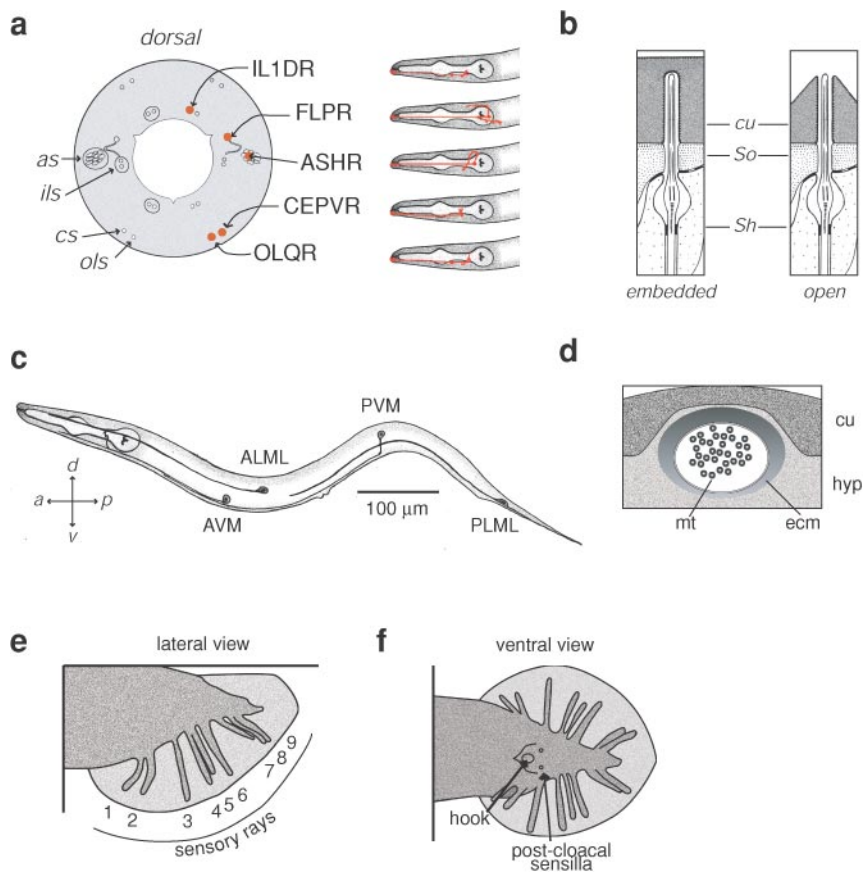 a
dorsal
IL1DR
FLPR
ASHR
CEPVR
OLQR
as
ils
cs
ols
b
cu
So
Sh
embedded
open
c
PVM
ALML
AVM
PLML
100 μm
d
a
p
v
d
cu
hyp
mt
ecm
e
lateral view
1 2 3 4 5 6 7 8 9
sensory rays
f
ventral view
hook
post-cloacal
sensilla